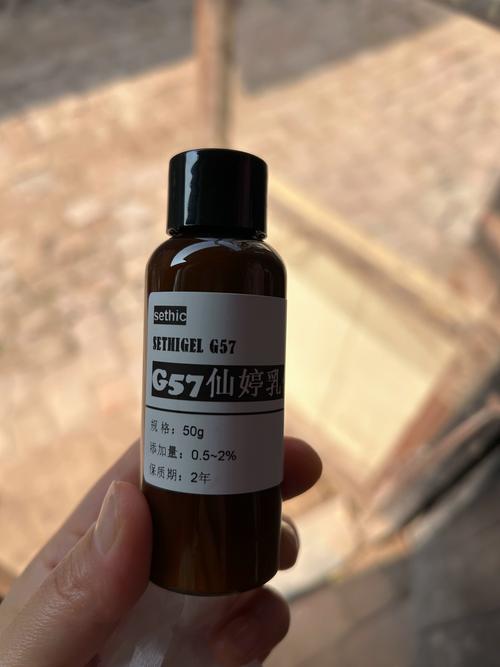 sethic
SETHIGEL G57
G57仙婷乳
规格：50g
添加量：0.5~2%
保质期：2年